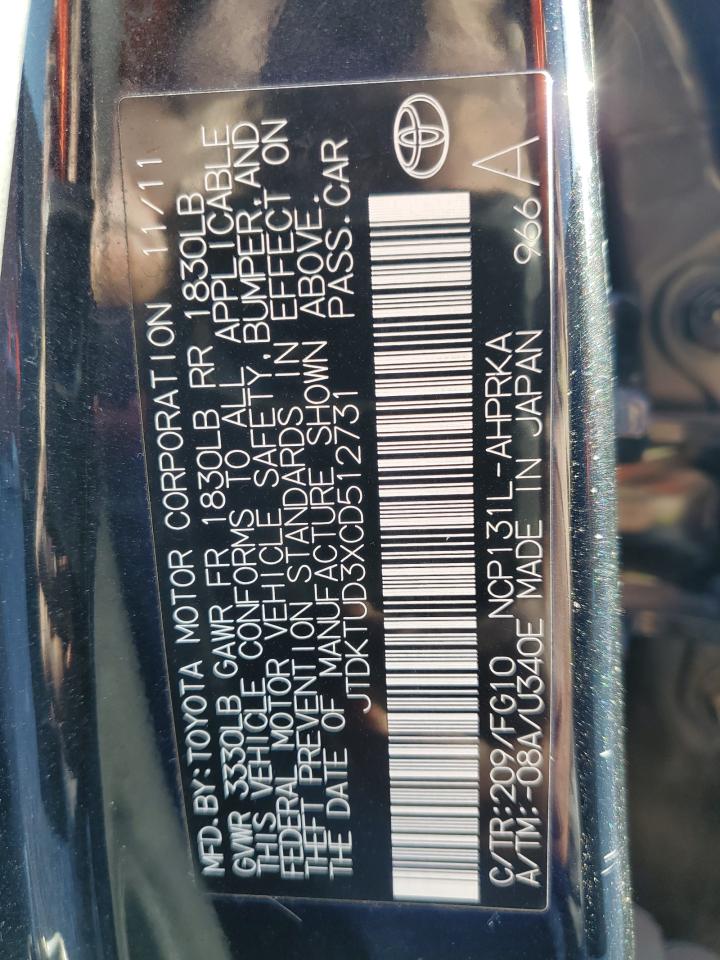 MFD. BY: TOYOTA MOTOR CORPORATION 11/11
GVWR 3330LB GAWR FR 1830LB RR 1830LB
THIS VEHICLE CONFORMS TO ALL APPLICABLE
FEDERAL MOTOR VEHICLE SAFETY, BUMPER, AND
THEFT PREVENTION STANDARDS IN EFFECT ON
THE DATE OF MANUFACTURE SHOWN ABOVE.
JTDKTUD3XCD512731 PASS. CAR
C/TR: 209/FG10 NCP131L-AHPRKA 966 A
A/TM: -08A/U340E MADE IN JAPAN